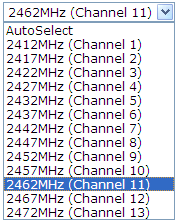 2462MHz (Channel 11)
AutoSelect
2412MHz (Channel 1)
2417MHz (Channel 2)
2422MHz (Channel 3)
2427MHz (Channel 4)
2432MHz (Channel 5)
2437MHz (Channel 6)
2442MHz (Channel 7)
2447MHz (Channel 8)
2452MHz (Channel 9)
2457MHz (Channel 10)
2462MHz (Channel 11)
2467MHz (Channel 12)
2472MHz (Channel 13)